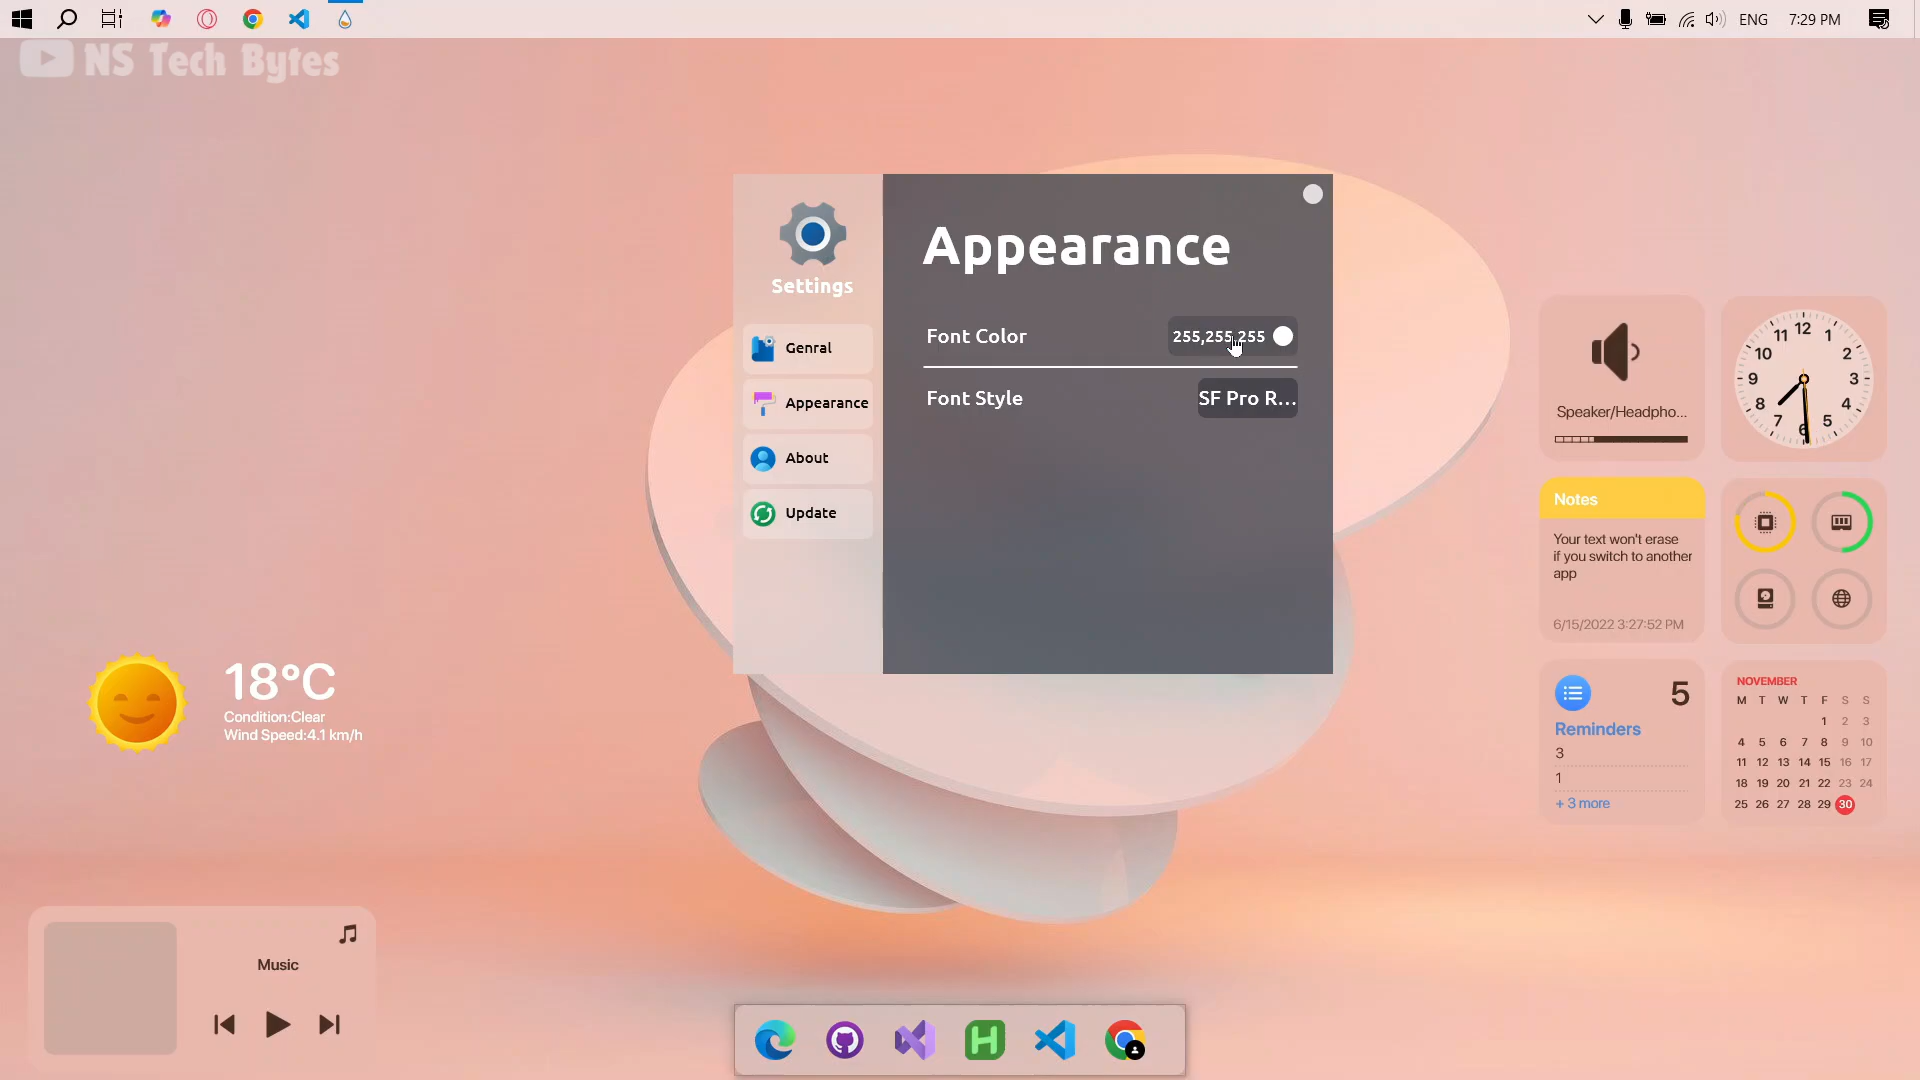 ENG 7:29 PM
NS Tech Bytes
Settings
Genral
Appearance
About
Update
Appearance
Font Color 255,255,255
Font Style SF Pro R...
18°C
Condition:Clear
Wind Speed:4.1 km/h
Music
Speaker/Headpho...
12
1
2
3
4
5
6
7
8
9
10
11
Notes
Your text won't erase
if you switch to another
app
6/15/2022 3:27:52 PM
5
Reminders
3
1
+ 3 more
NOVEMBER
M T W T F S S
1 2 3
4 5 6 7 8 9 10
11 12 13 14 15 16 17
18 19 20 21 22 23 24
25 26 27 28 29 30
H